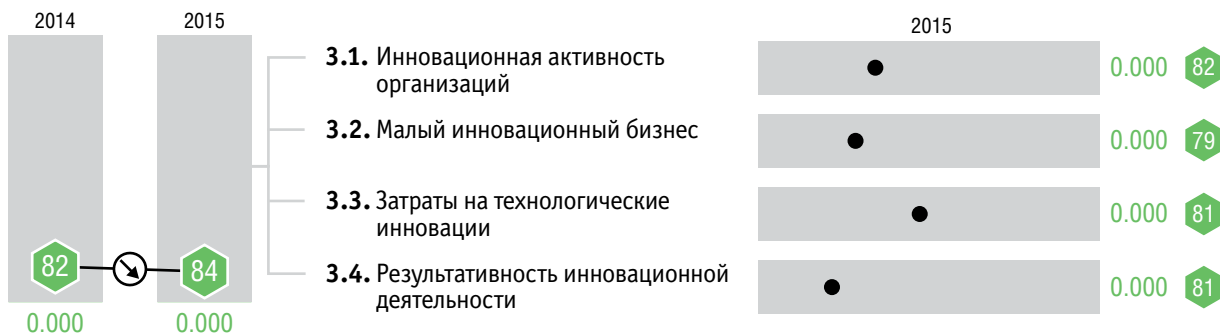 2014 2015
82 84
0.000 0.000
2015
3.1. Инновационная активность
организаций
0.000 82
3.2. Малый инновационный бизнес
0.000 79
3.3. Затраты на технологические
инновации
0.000 81
3.4. Результативность инновационной
деятельности
0.000 81